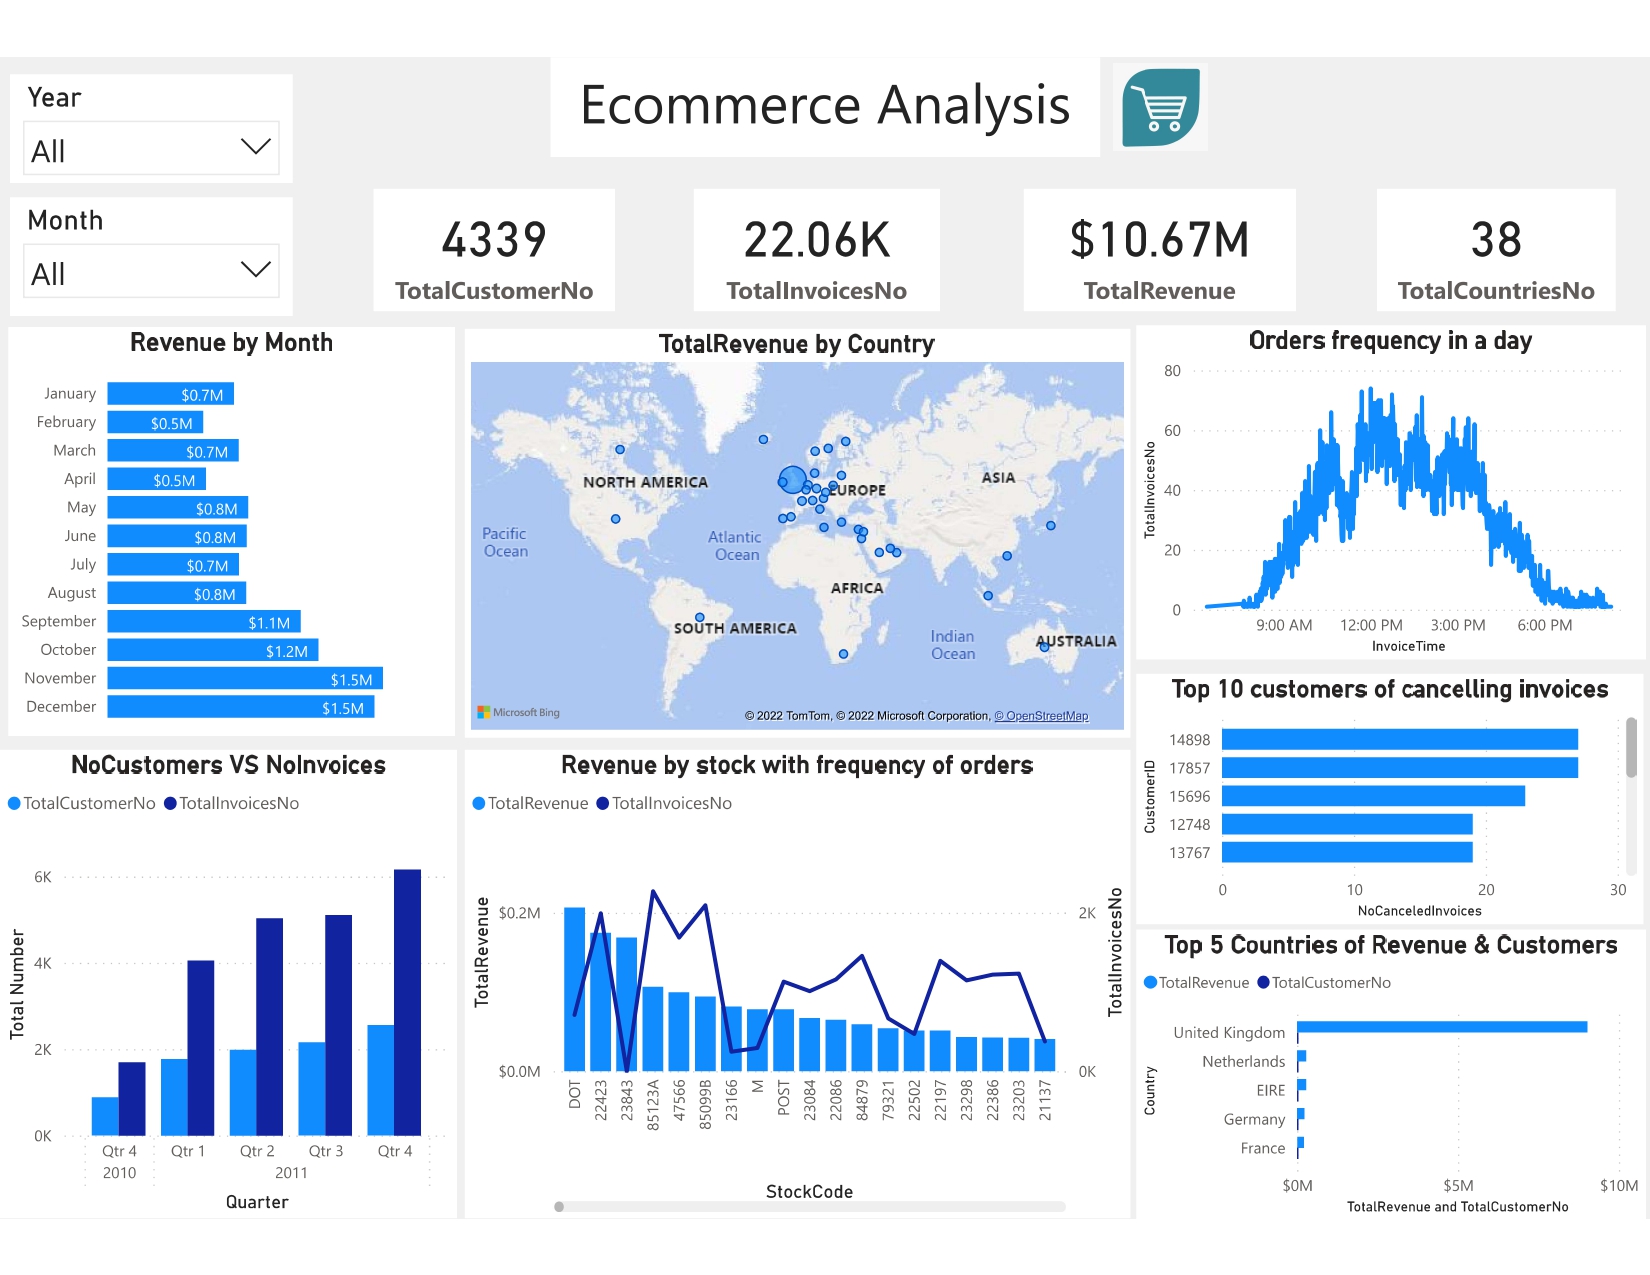 Ecommerce Analysis
Year
All
Month
All
4339
TotalCustomerNo
22.06K
TotalInvoicesNo
$10.67M
TotalRevenue
38
TotalCountriesNo
Revenue by Month
January $0.7M
February $0.5M
March $0.7M
April $0.5M
May $0.8M
June $0.8M
July $0.7M
August $0.8M
September $1.1M
October $1.2M
November $1.5M
December $1.5M
TotalRevenue by Country
NORTH AMERICA
EUROPE
ASIA
Pacific
Ocean
Atlantic
Ocean
AFRICA
SOUTH AMERICA
Indian
Ocean
AUSTRALIA
Microsoft Bing
© 2022 TomTom, © 2022 Microsoft Corporation, © OpenStreetMap
Orders frequency in a day
TotalInvoicesNo
80
60
40
20
0
9:00 AM 12:00 PM 3:00 PM 6:00 PM
InvoiceTime
Top 10 customers of cancelling invoices
CustomerID
14898
17857
15696
12748
13767
0 10 20 30
NoCanceledInvoices
NoCustomers VS NoInvoices
TotalCustomerNo TotalInvoicesNo
Total Number
6K
4K
2K
0K
Qtr 4 Qtr 1 Qtr 2 Qtr 3 Qtr 4
2010 2011
Quarter
Revenue by stock with frequency of orders
TotalRevenue TotalInvoicesNo
TotalRevenue
$0.2M
$0.0M
TotalInvoicesNo
2K
0K
DOT 22423 23843 85123A 47566 85099B 23166 M POST 23084 22086 84879 79321 22502 22197 23298 22386 23203 21137
StockCode
Top 5 Countries of Revenue & Customers
TotalRevenue TotalCustomerNo
Country
United Kingdom
Netherlands
EIRE
Germany
France
$0M $5M $10M
TotalRevenue and TotalCustomerNo